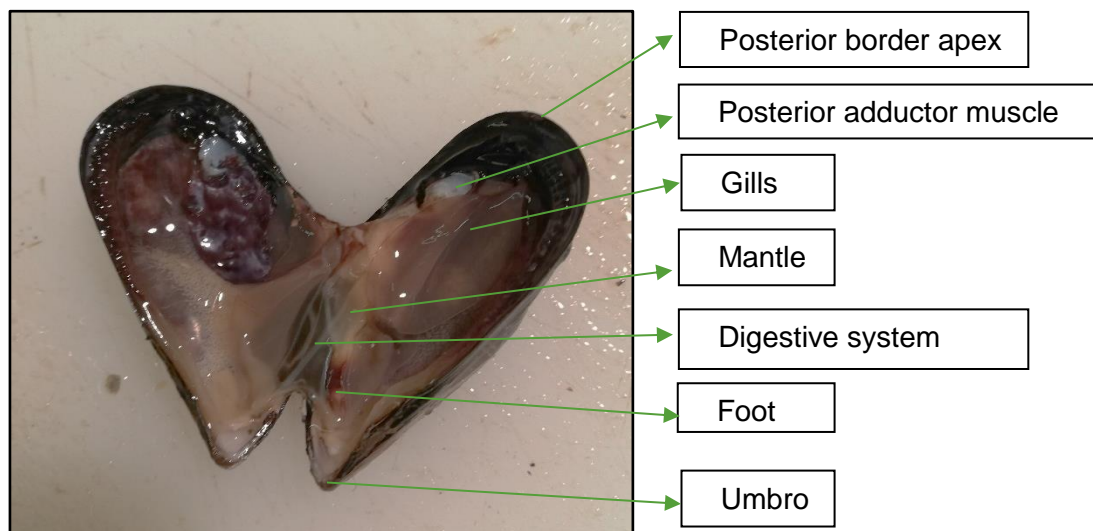 Posterior border apex
Posterior adductor muscle
Gills
Mantle
Digestive system
Foot
Umbro